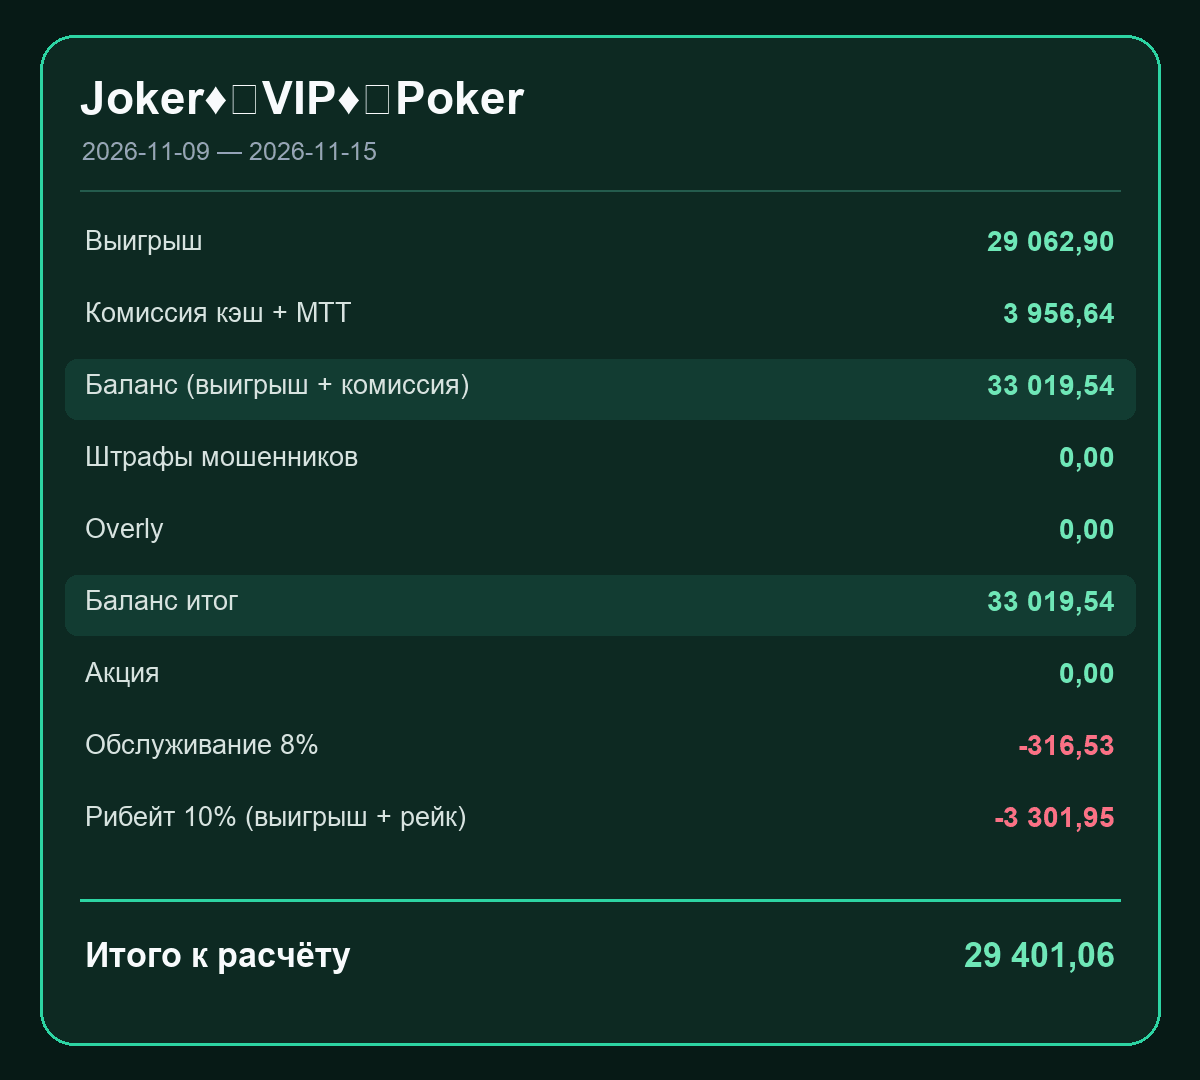 Joker♦□VIP♦□Poker
2026-11-09 — 2026-11-15
Выигрыш 29 062,90
Комиссия кэш + МТТ 3 956,64
Баланс (выигрыш + комиссия) 33 019,54
Штрафы мошенников 0,00
Overly 0,00
Баланс итог 33 019,54
Акция 0,00
Обслуживание 8% -316,53
Рибейт 10% (выигрыш + рейк) -3 301,95
Итого к расчёту 29 401,06